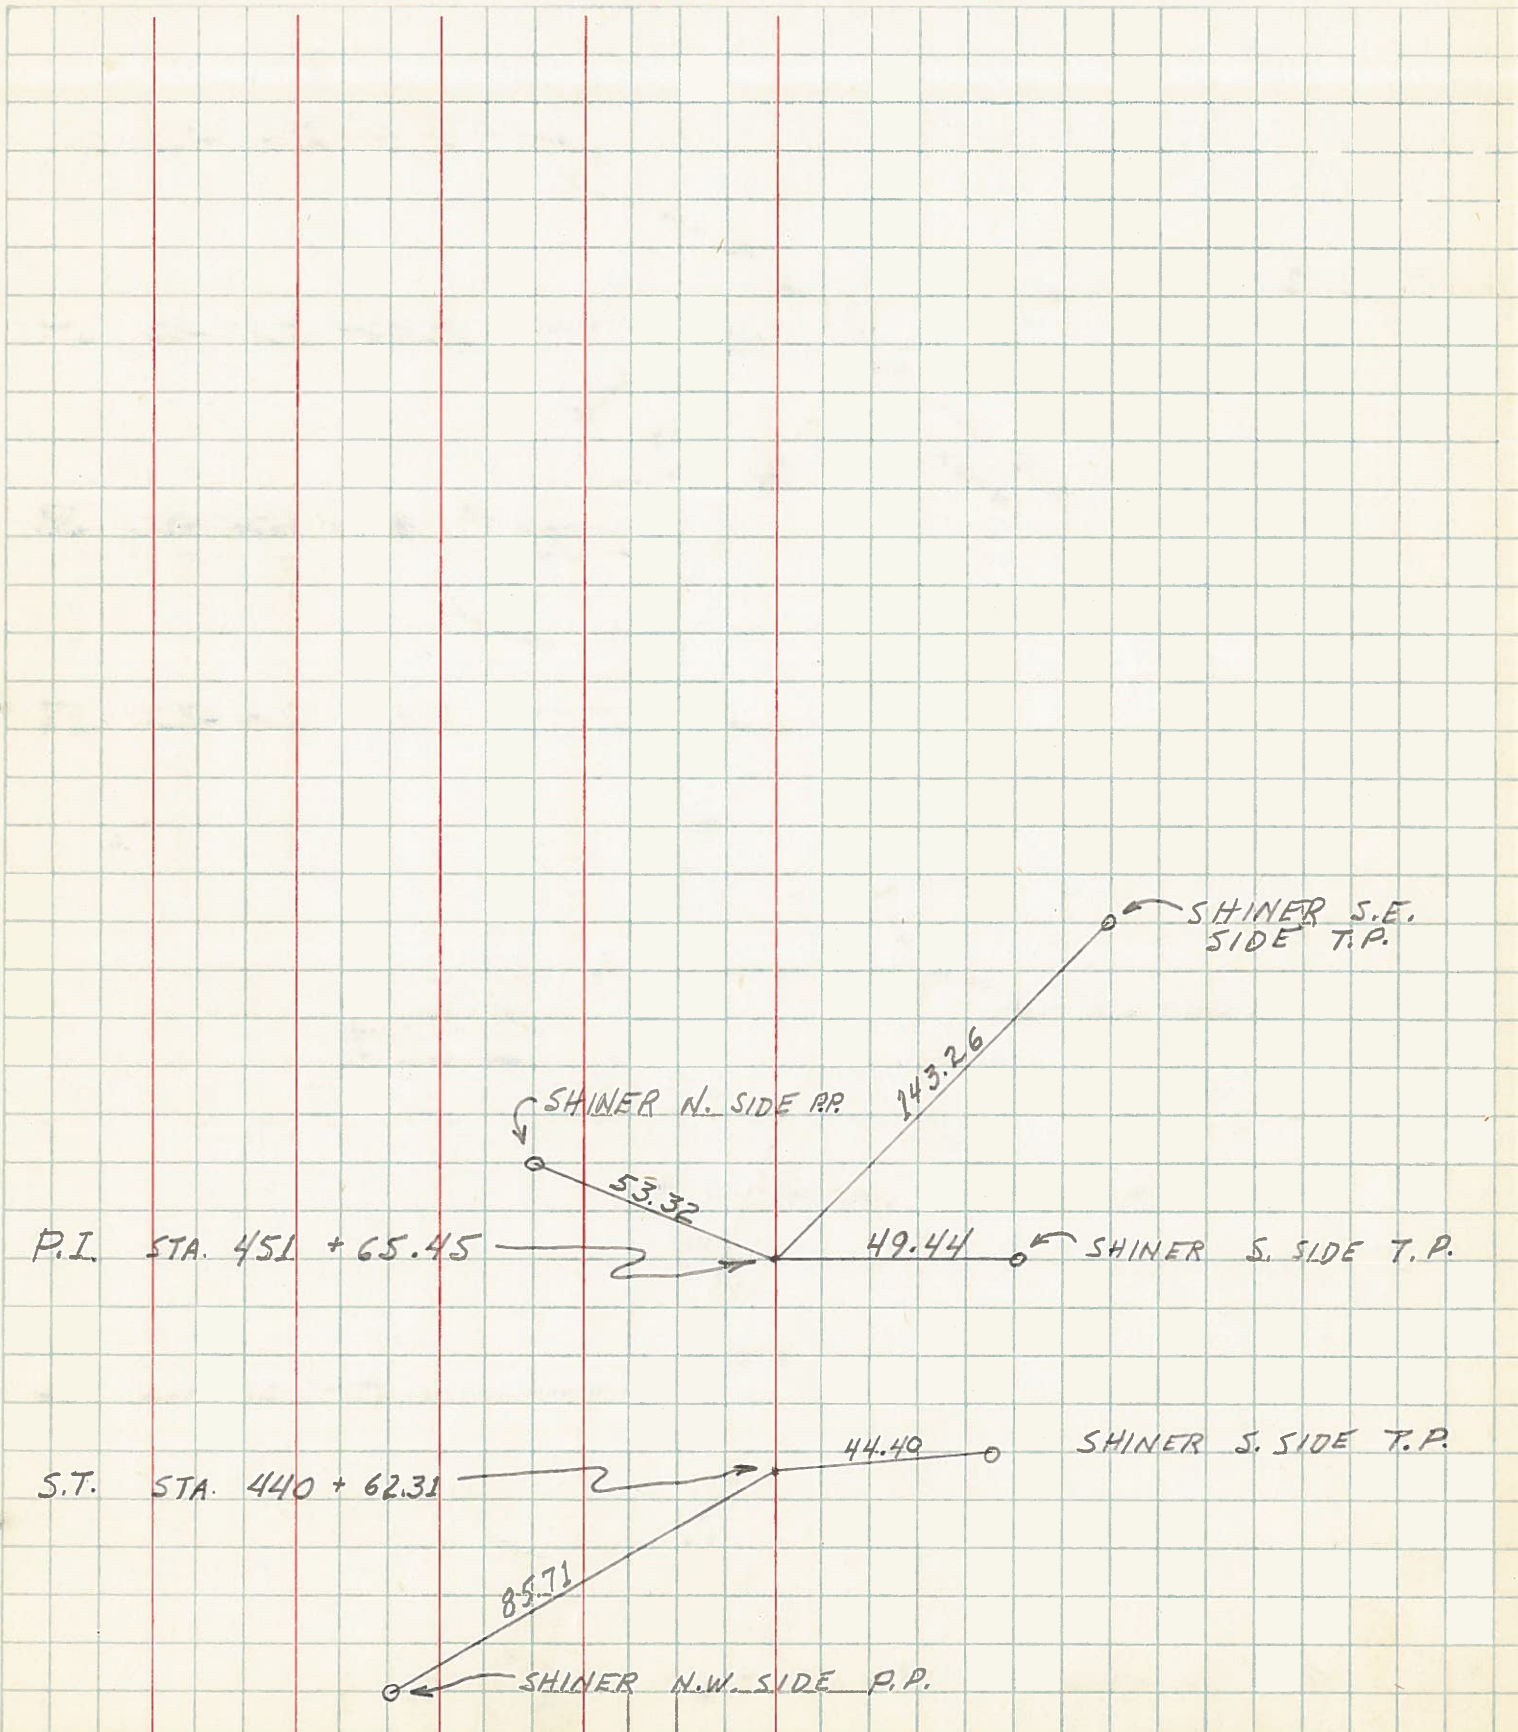 SHINER S.E.
SIDE T.P.
143.26
SHINER N. SIDE P.P.
53.32
P.I. STA. 451 + 65.45
49.44
SHINER S. SIDE T.P.
44.49
SHINER S. SIDE T.P.
S.T. STA. 440 + 62.31
85.71
SHINER N.W. SIDE P.P.